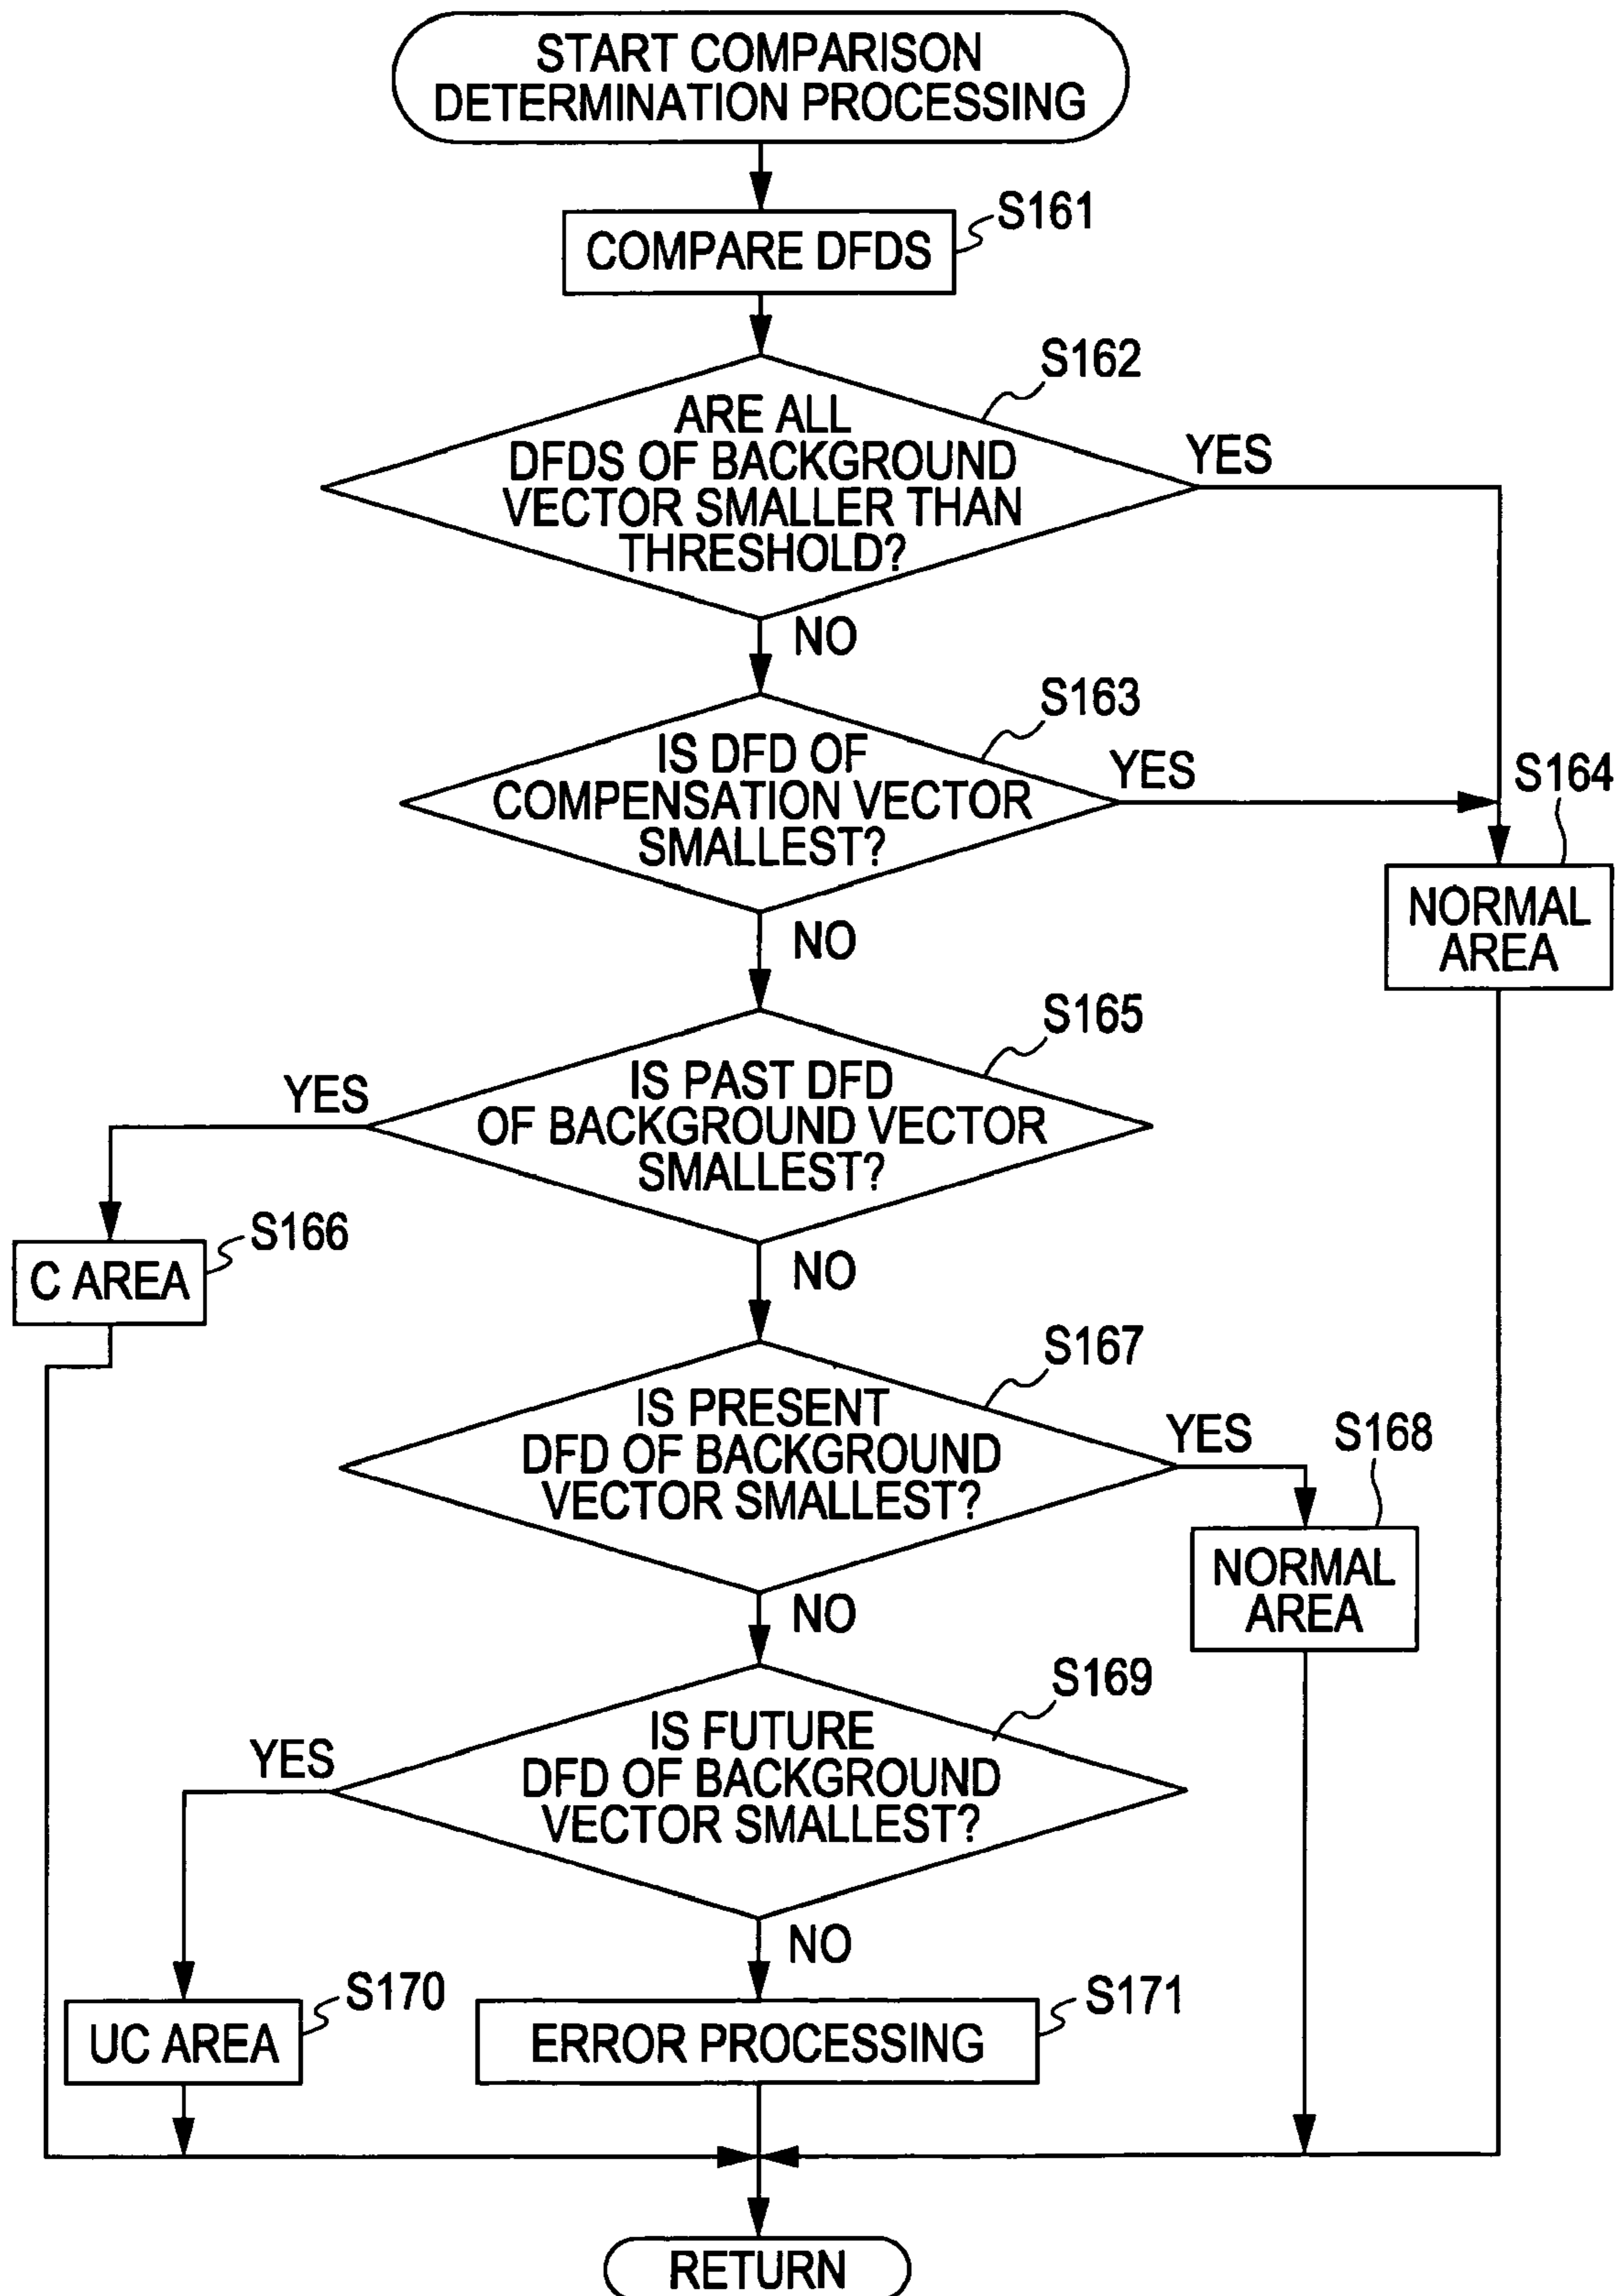 START COMPARISON
DETERMINATION PROCESSING
S161
COMPARE DFDS
S162
ARE ALL
DFDS OF BACKGROUND
VECTOR SMALLER THAN
THRESHOLD?
YES
NO
S163
IS DFD OF
COMPENSATION VECTOR
SMALLEST?
YES
S164
NORMAL
AREA
NO
S165
IS PAST DFD
OF BACKGROUND VECTOR
SMALLEST?
YES
S166
C AREA
NO
S167
IS PRESENT
DFD OF BACKGROUND
VECTOR SMALLEST?
YES
S168
NORMAL
AREA
NO
S169
IS FUTURE
DFD OF BACKGROUND
VECTOR SMALLEST?
YES
NO
S170
UC AREA
S171
ERROR PROCESSING
RETURN